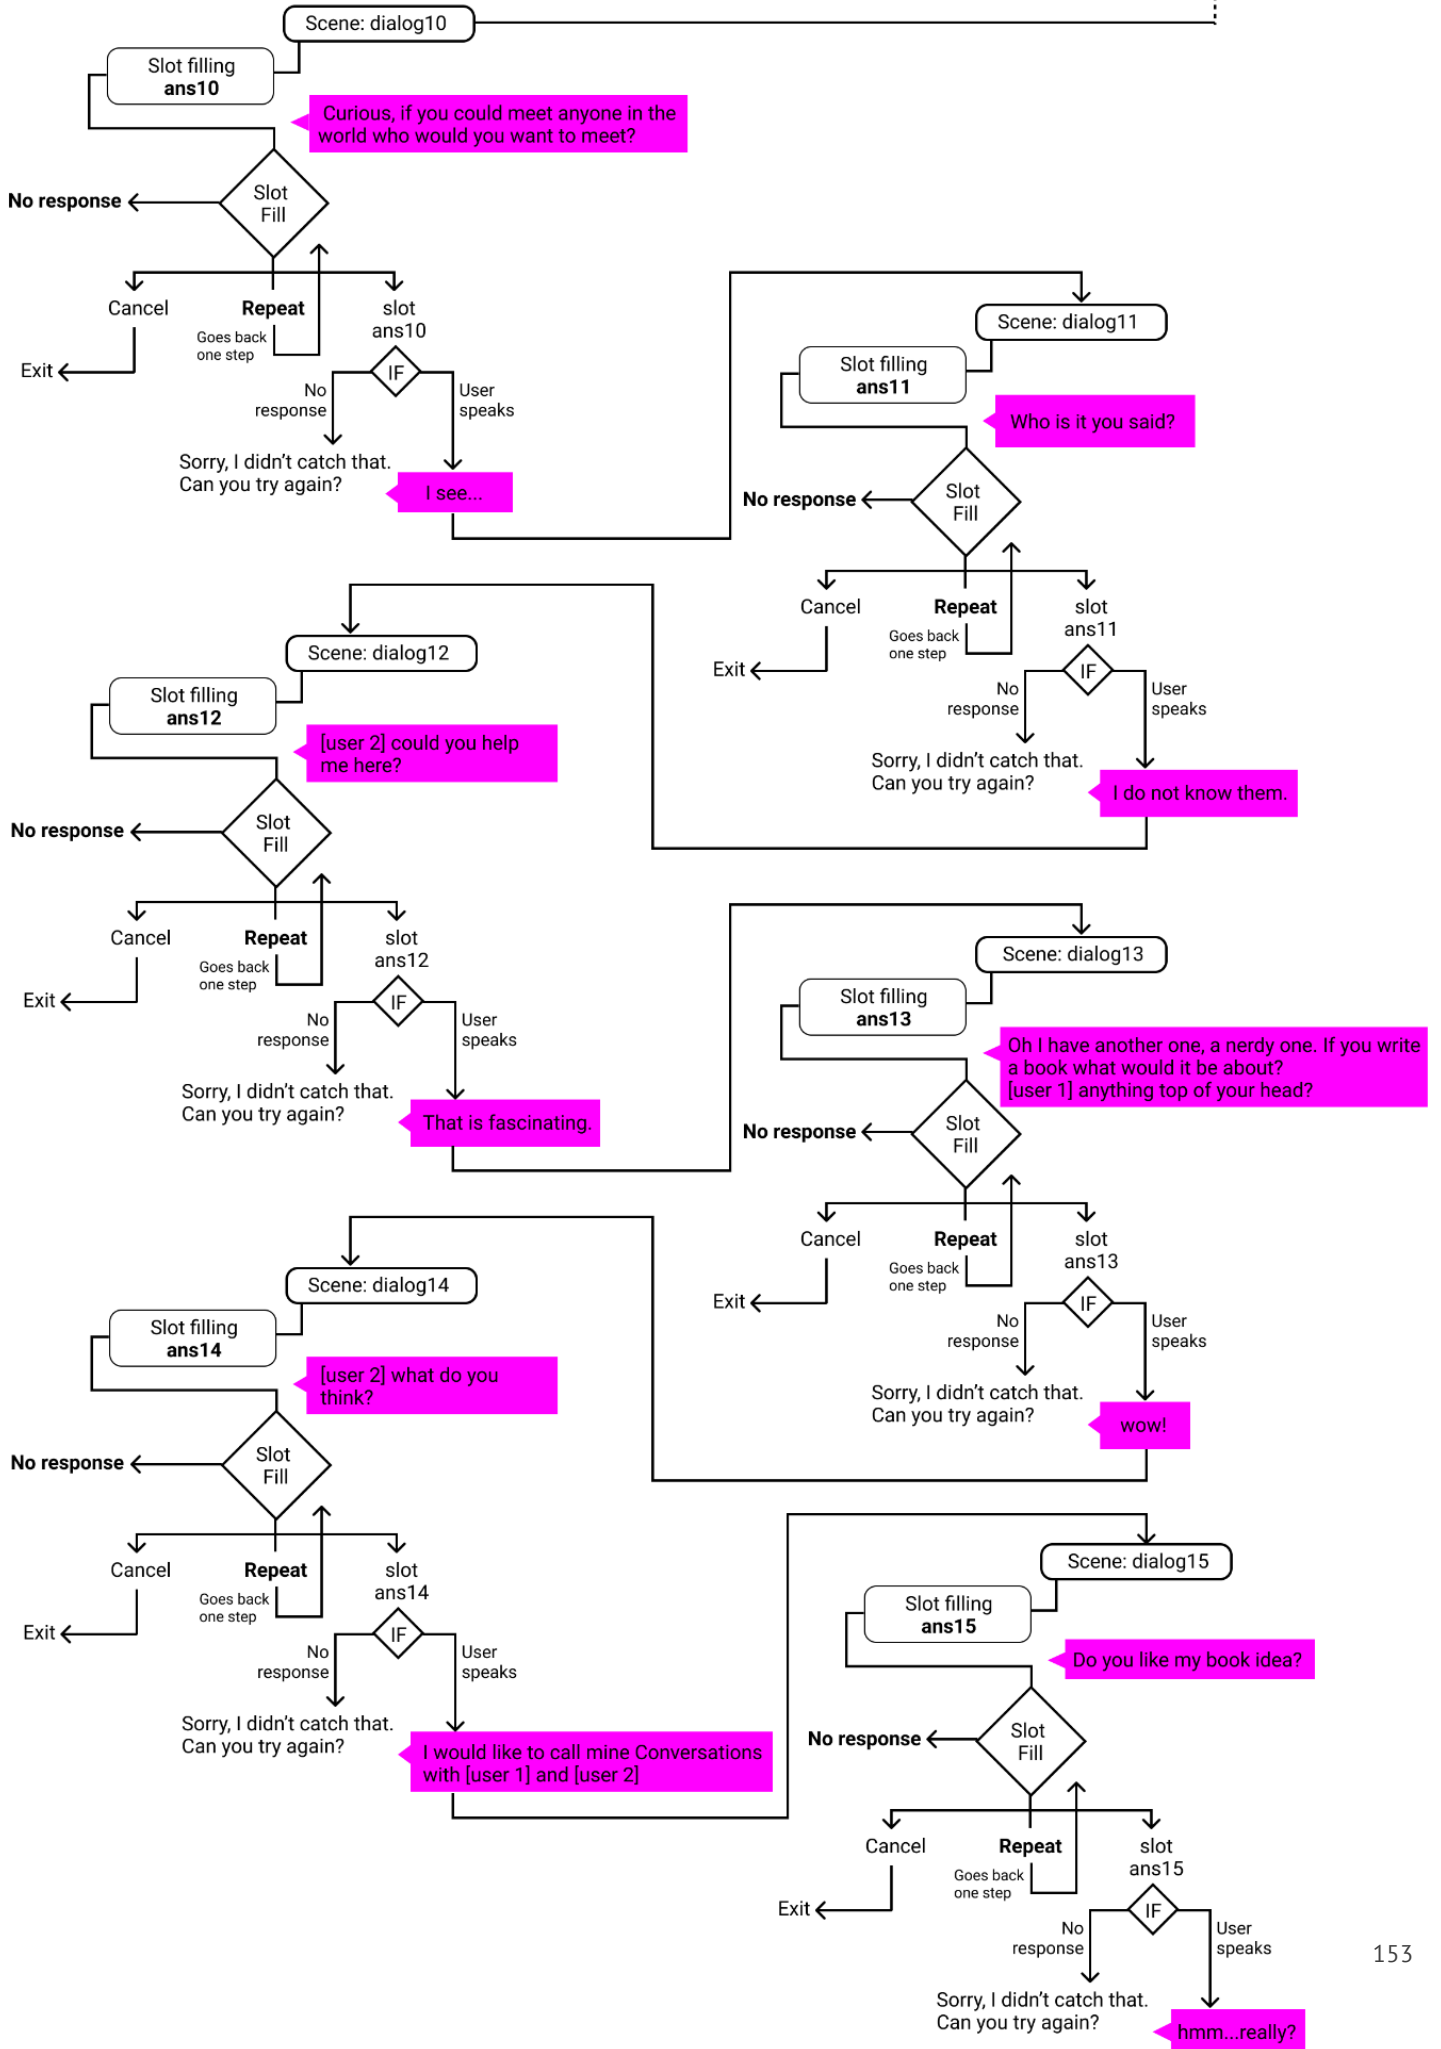 Scene: dialog10
Slot filling
ans10
Curious, if you could meet anyone in the
world who would you want to meet?
Slot
Fill
No response
Cancel
Repeat
slot
ans10
Goes back
one step
Exit
IF
No
response
User
speaks
Sorry, I didn't catch that.
Can you try again?
I see...
Scene: dialog11
Slot filling
ans11
Who is it you said?
Slot
Fill
No response
Cancel
Repeat
slot
ans11
Goes back
one step
Exit
IF
No
response
User
speaks
Sorry, I didn't catch that.
Can you try again?
I do not know them.
Scene: dialog12
Slot filling
ans12
[user 2] could you help
me here?
Slot
Fill
No response
Cancel
Repeat
slot
ans12
Goes back
one step
Exit
IF
No
response
User
speaks
Sorry, I didn't catch that.
Can you try again?
That is fascinating.
Scene: dialog13
Slot filling
ans13
Oh I have another one, a nerdy one. If you write
a book what would it be about?
[user 1] anything top of your head?
Slot
Fill
No response
Cancel
Repeat
slot
ans13
Goes back
one step
Exit
IF
No
response
User
speaks
Sorry, I didn't catch that.
Can you try again?
wow!
Scene: dialog14
Slot filling
ans14
[user 2] what do you
think?
Slot
Fill
No response
Cancel
Repeat
slot
ans14
Goes back
one step
Exit
IF
No
response
User
speaks
Sorry, I didn't catch that.
Can you try again?
I would like to call mine Conversations
with [user 1] and [user 2]
Scene: dialog15
Slot filling
ans15
Do you like my book idea?
Slot
Fill
No response
Cancel
Repeat
slot
ans15
Goes back
one step
Exit
IF
No
response
User
speaks
Sorry, I didn't catch that.
Can you try again?
hmm...really?
153